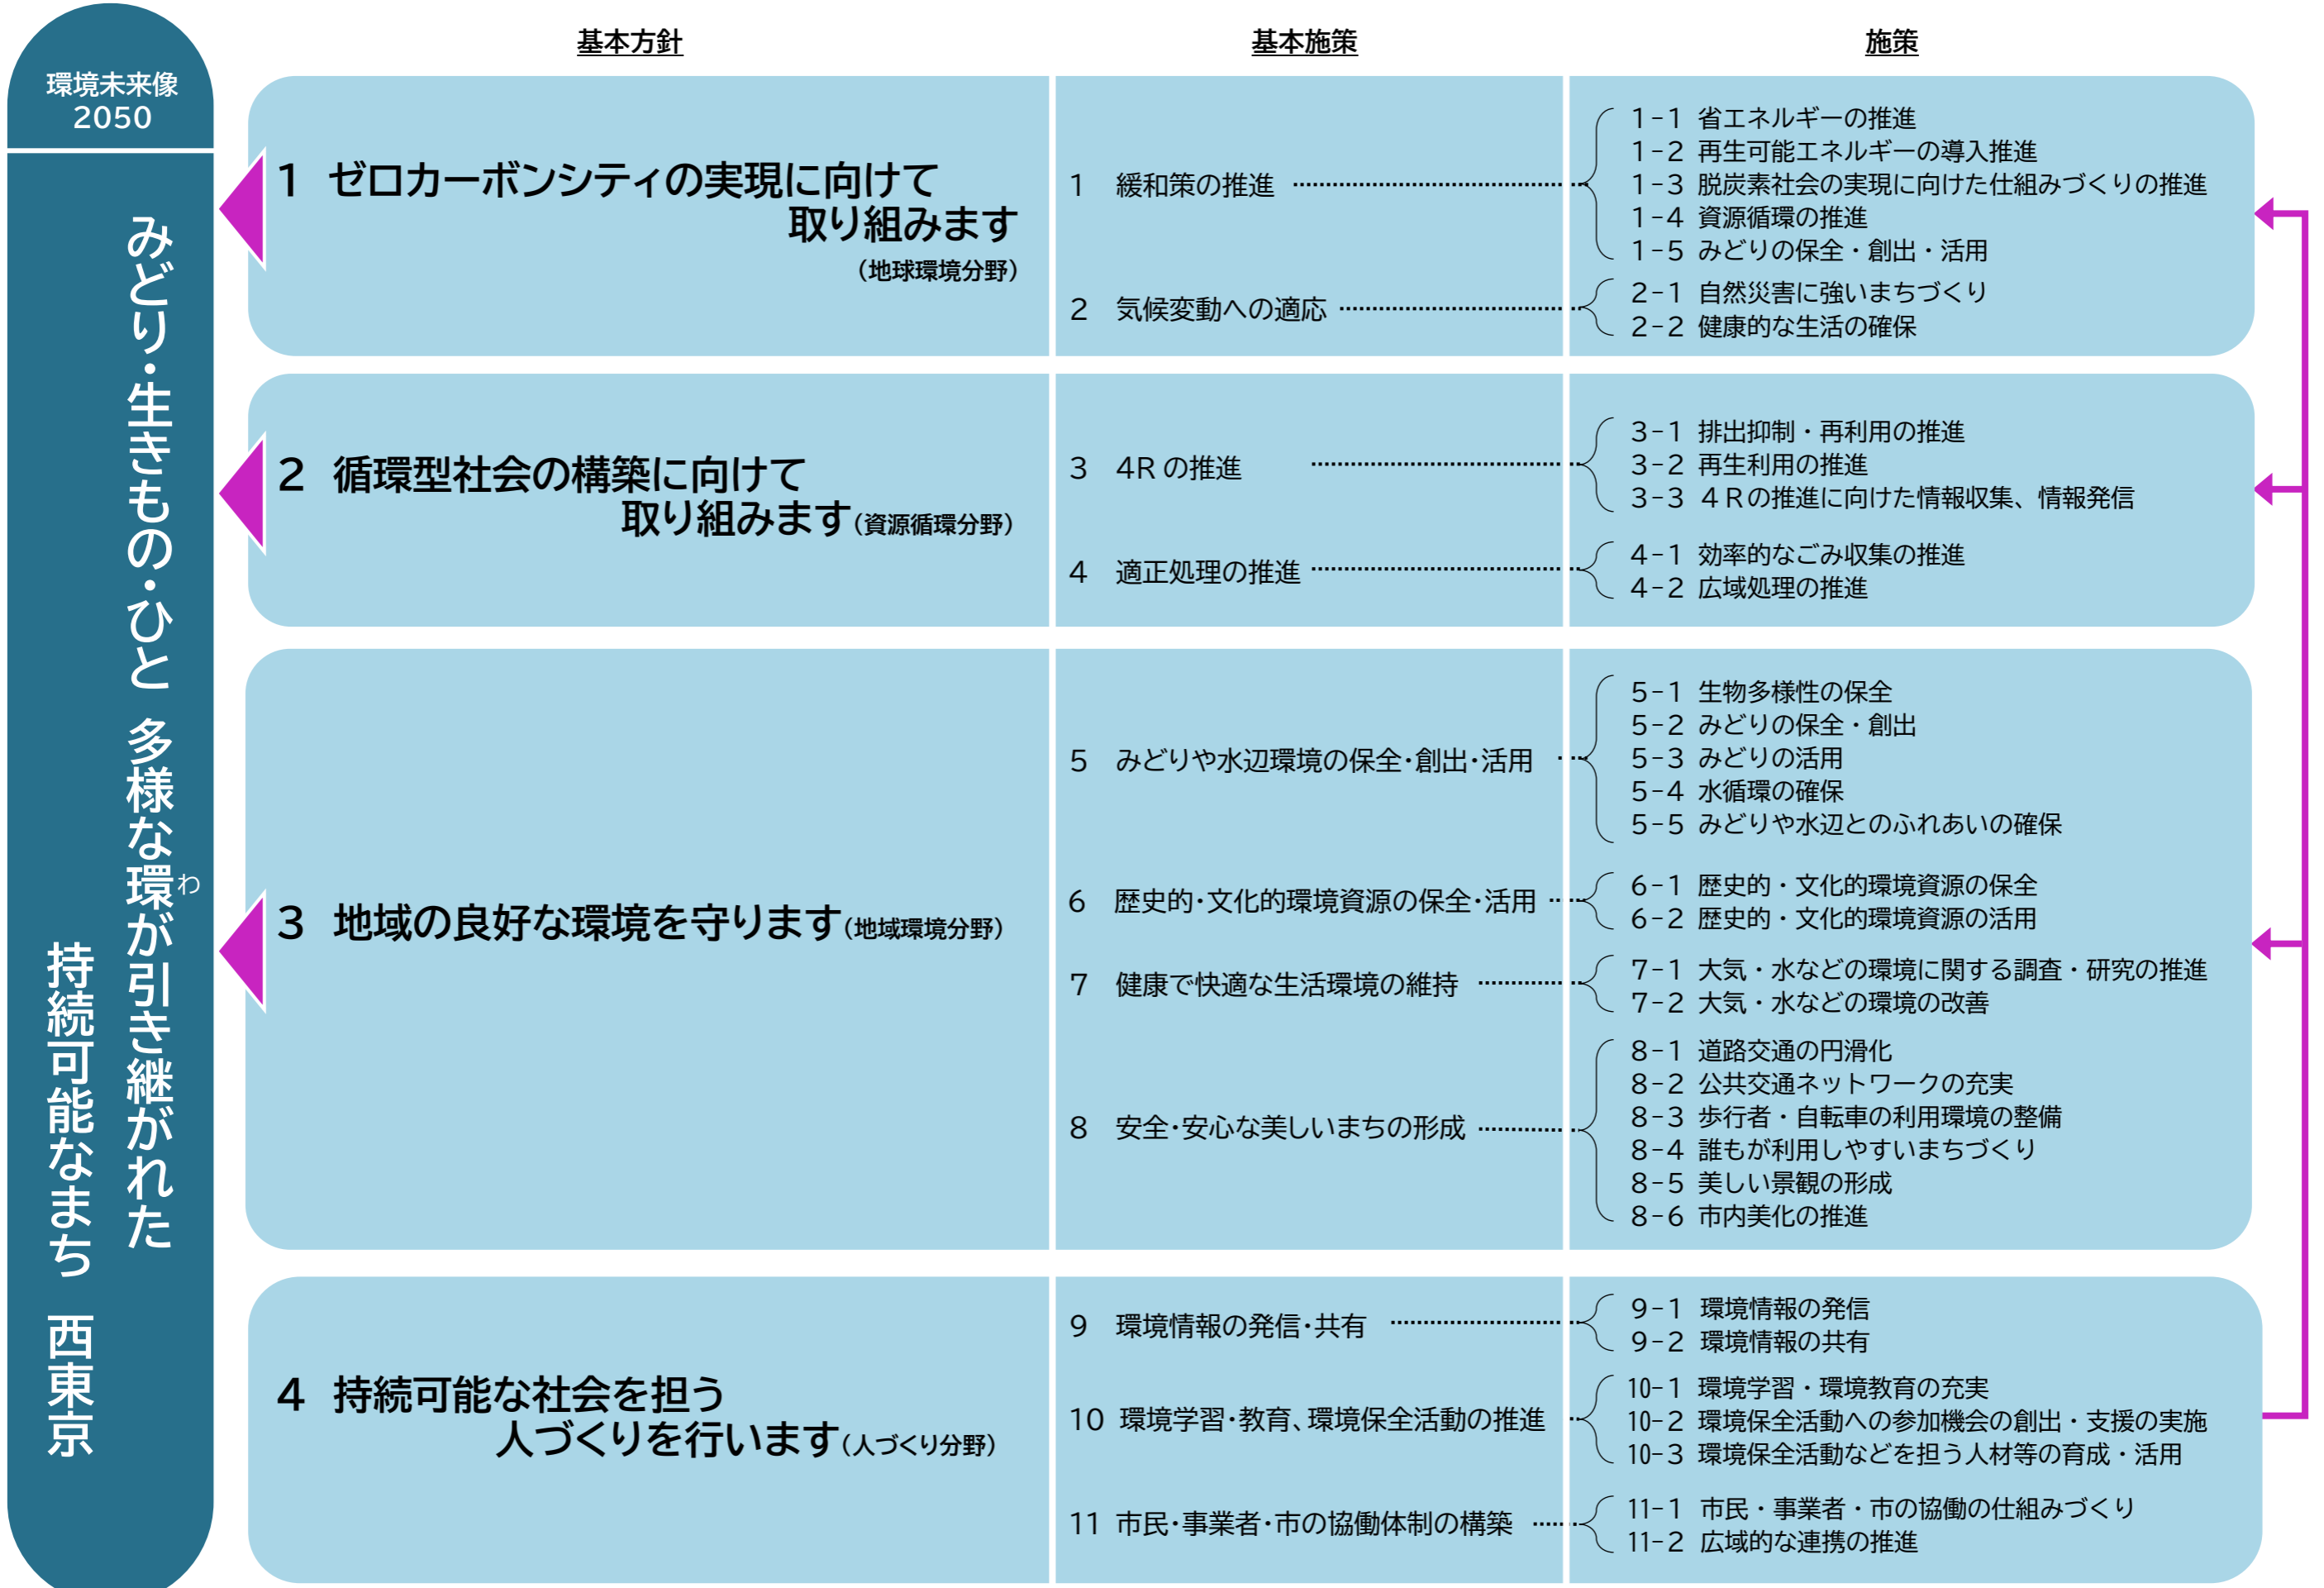 環境未来像
2050
みどり・生きもの・ひと 多様な環が引き継がれた
わ
持続可能なまち 西東京
基本方針
基本施策
施策
1 ゼロカーボンシティの実現に向けて
取り組みます
（地球環境分野）
1 緩和策の推進
1-1 省エネルギーの推進
1-2 再生可能エネルギーの導入推進
1-3 脱炭素社会の実現に向けた仕組みづくりの推進
1-4 資源循環の推進
1-5 みどりの保全・創出・活用
2 気候変動への適応
2-1 自然災害に強いまちづくり
2-2 健康的な生活の確保
2 循環型社会の構築に向けて
取り組みます（資源循環分野）
3 4Rの推進
3-1 排出抑制・再利用の推進
3-2 再生利用の推進
3-3 4Rの推進に向けた情報収集、情報発信
4 適正処理の推進
4-1 効率的なごみ収集の推進
4-2 広域処理の推進
3 地域の良好な環境を守ります（地域環境分野）
5 みどりや水辺環境の保全・創出・活用
5-1 生物多様性の保全
5-2 みどりの保全・創出
5-3 みどりの活用
5-4 水循環の確保
5-5 みどりや水辺とのふれあいの確保
6 歴史的・文化的環境資源の保全・活用
6-1 歴史的・文化的環境資源の保全
6-2 歴史的・文化的環境資源の活用
7 健康で快適な生活環境の維持
7-1 大気・水などの環境に関する調査・研究の推進
7-2 大気・水などの環境の改善
8 安全・安心な美しいまちの形成
8-1 道路交通の円滑化
8-2 公共交通ネットワークの充実
8-3 歩行者・自転車の利用環境の整備
8-4 誰もが利用しやすいまちづくり
8-5 美しい景観の形成
8-6 市内美化の推進
4 持続可能な社会を担う
人づくりを行います（人づくり分野）
9 環境情報の発信・共有
9-1 環境情報の発信
9-2 環境情報の共有
10 環境学習・教育、環境保全活動の推進
10-1 環境学習・環境教育の充実
10-2 環境保全活動への参加機会の創出・支援の実施
10-3 環境保全活動などを担う人材等の育成・活用
11 市民・事業者・市の協働体制の構築
11-1 市民・事業者・市の協働の仕組みづくり
11-2 広域的な連携の推進